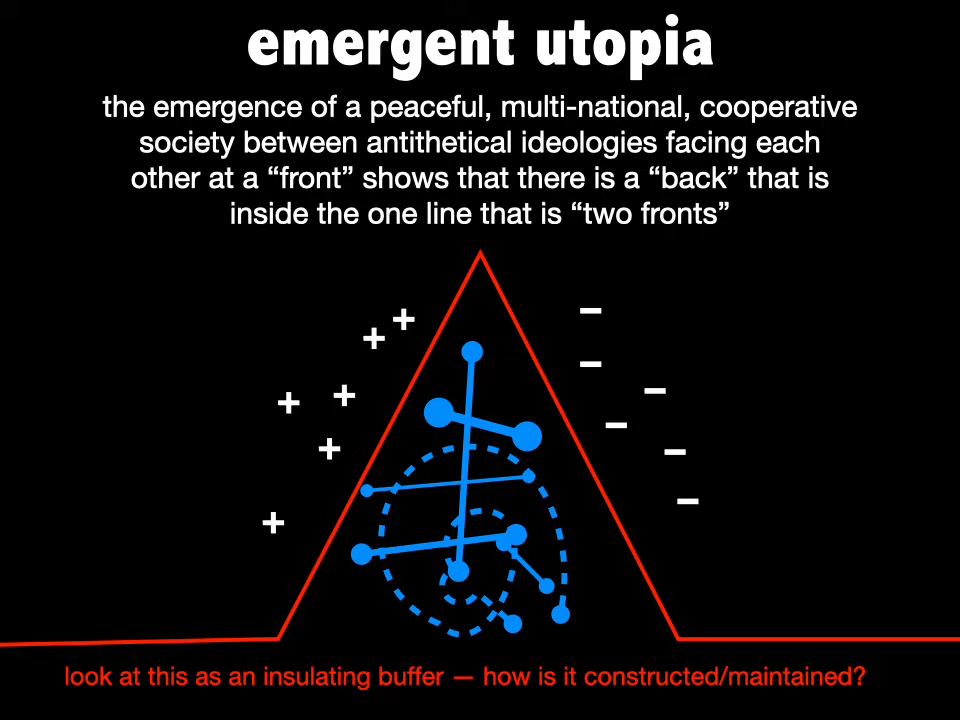 emergent utopia
the emergence of a peaceful, multi-national, cooperative
society between antithetical ideologies facing each
other at a “front” shows that there is a “back” that is
inside the one line that is “two fronts”
look at this as an insulating buffer — how is it constructed/maintained?